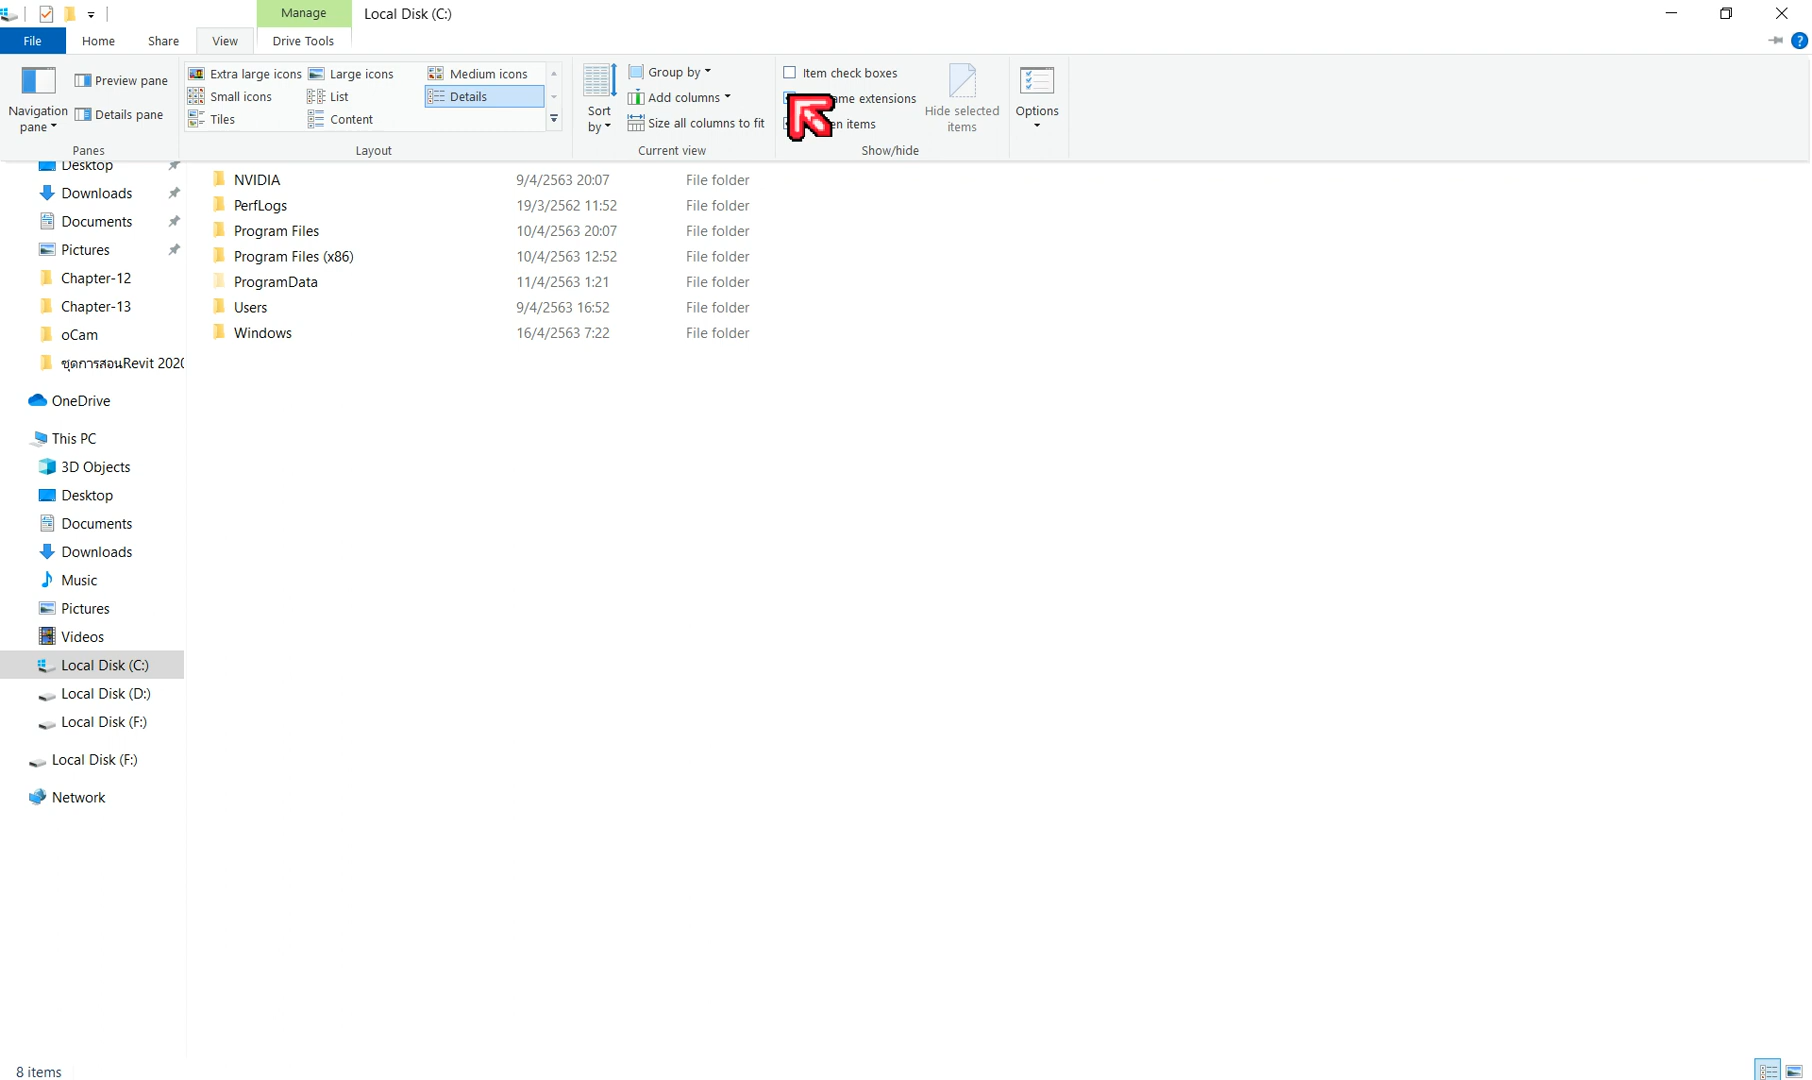 Manage
Local Disk (C:)
File
Home
Share
View
Drive Tools
Navigation pane
Preview pane
Details pane
Panes
Extra large icons
Large icons
Medium icons
Small icons
List
Details
Tiles
Content
Layout
Sort by
Group by
Add columns
Size all columns to fit
Current view
Item check boxes
ame extensions
en items
Hide selected items
Show/hide
Options
Desktop
Downloads
Documents
Pictures
Chapter-12
Chapter-13
oCam
ชุดการสอนRevit 2020
OneDrive
This PC
3D Objects
Desktop
Documents
Downloads
Music
Pictures
Videos
Local Disk (C:)
Local Disk (D:)
Local Disk (F:)
Local Disk (F:)
Network
NVIDIA 9/4/2563 20:07 File folder
PerfLogs 19/3/2562 11:52 File folder
Program Files 10/4/2563 20:07 File folder
Program Files (x86) 10/4/2563 12:52 File folder
ProgramData 11/4/2563 1:21 File folder
Users 9/4/2563 16:52 File folder
Windows 16/4/2563 7:22 File folder
8 items